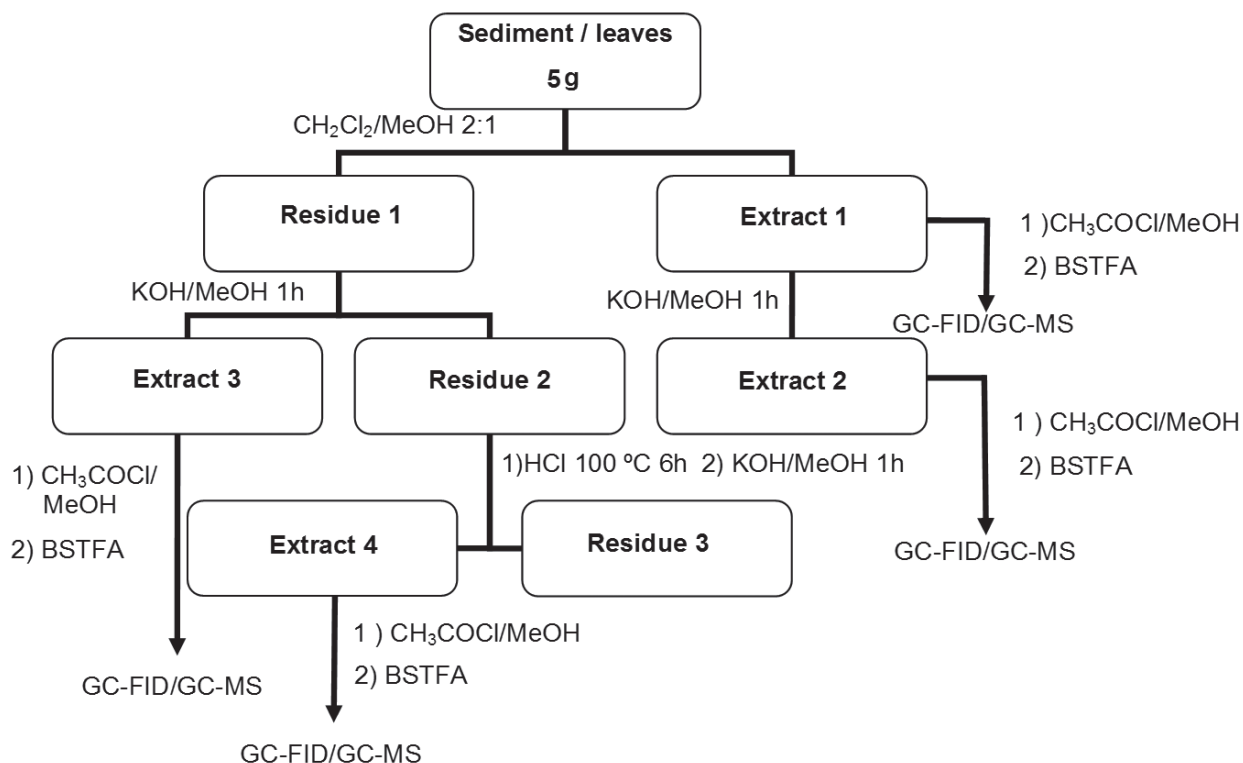 Sediment / leaves
5g
CH₂Cl₂/MeOH 2:1
Residue 1
Extract 1
1 )CH₃COCl/MeOH
2) BSTFA
KOH/MeOH 1h
KOH/MeOH 1h
GC-FID/GC-MS
Extract 3
Residue 2
Extract 2
1 ) CH₃COCl/MeOH
2) BSTFA
1) CH₃COCl/
MeOH
2) BSTFA
1)HCl 100 ºC 6h 2) KOH/MeOH 1h
Extract 4
Residue 3
GC-FID/GC-MS
1 ) CH₃COCl/MeOH
2) BSTFA
GC-FID/GC-MS
GC-FID/GC-MS